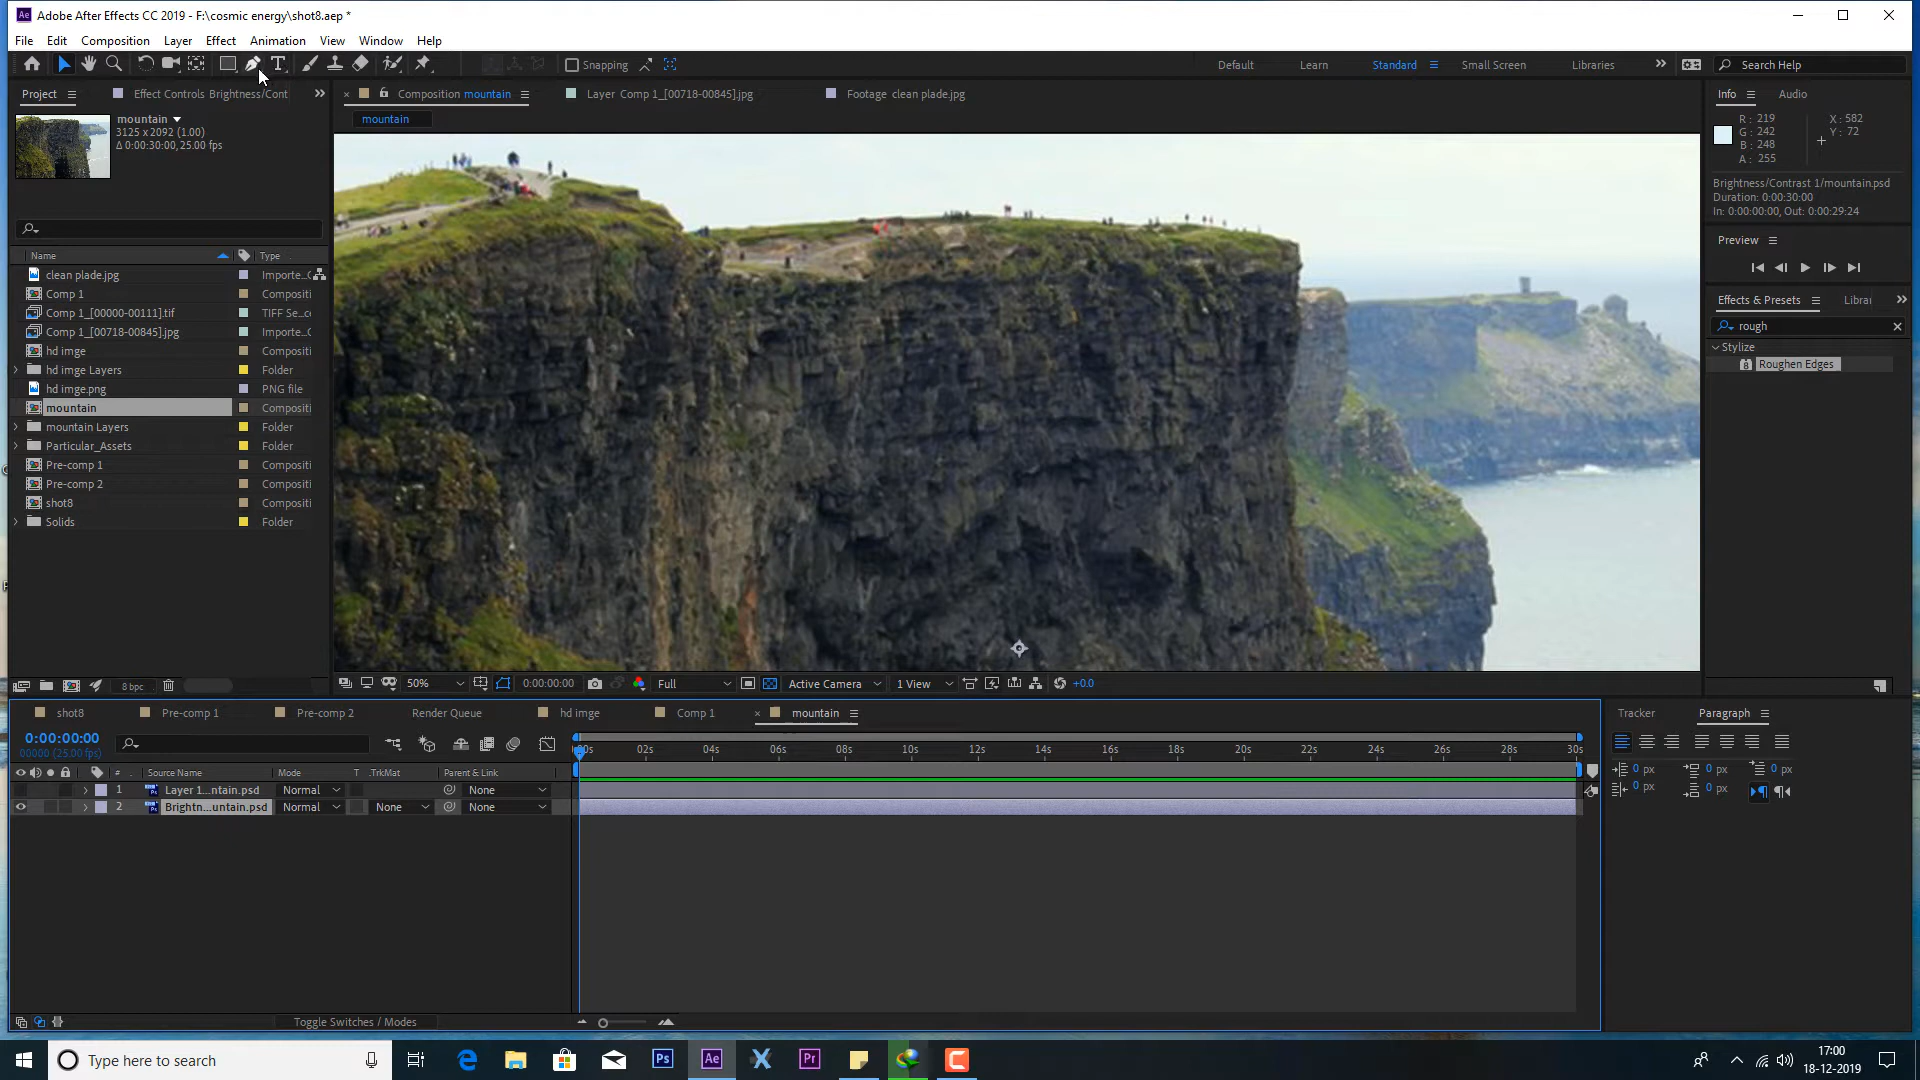 Adobe After Effects CC 2019 - F:\cosmic energy\shot8.aep *
File Edit Composition Layer Effect Animation View Window Help
Snapping Default Learn Standard Small Screen Libraries Search Help
Project Effect Controls Brightness/Cont Composition mountain Layer Comp 1_[00718-00845].jpg Footage clean plade.jpg Info Audio
mountain
3125 x 2092 (1.00)
Δ 0:00:30:00, 25.00 fps
mountain
R: 219 X: 582
G: 242 Y: 72
B: 248
A: 255
Brightness/Contrast 1/mountain.psd
Duration: 0:00:30:00
In: 0:00:00:00, Out: 0:00:29:24
Preview
Effects & Presets Librar
rough
Stylize
Roughen Edges
Name Type
clean plade.jpg Importe...
Comp 1 Compositi
Comp 1_[00000-00111].tif TIFF Se...ce
Comp 1_[00718-00845].jpg Importe...
hd imge Compositi
hd imge Layers Folder
hd imge.png PNG file
mountain Compositi
mountain Layers Folder
Particular_Assets Folder
Pre-comp 1 Compositi
Pre-comp 2 Compositi
shot8 Compositi
Solids Folder
8 bpc
50% 0:00:00:00 Full Active Camera 1 View +0.0
shot8 Pre-comp 1 Pre-comp 2 Render Queue hd imge Comp 1 mountain
Tracker Paragraph
0:00:00:00
00000 (25.00 fps)
:00s 02s 04s 06s 08s 10s 12s 14s 16s 18s 20s 22s 24s 26s 28s 30s
# Source Name Mode T .TrkMat Parent & Link
1 Layer 1...ntain.psd Normal None
2 Brightn...untain.psd Normal None None
0 px 0 px 0 px
0 px 0 px
Toggle Switches / Modes
Type here to search
Ps Ae Pr
17:00
18-12-2019